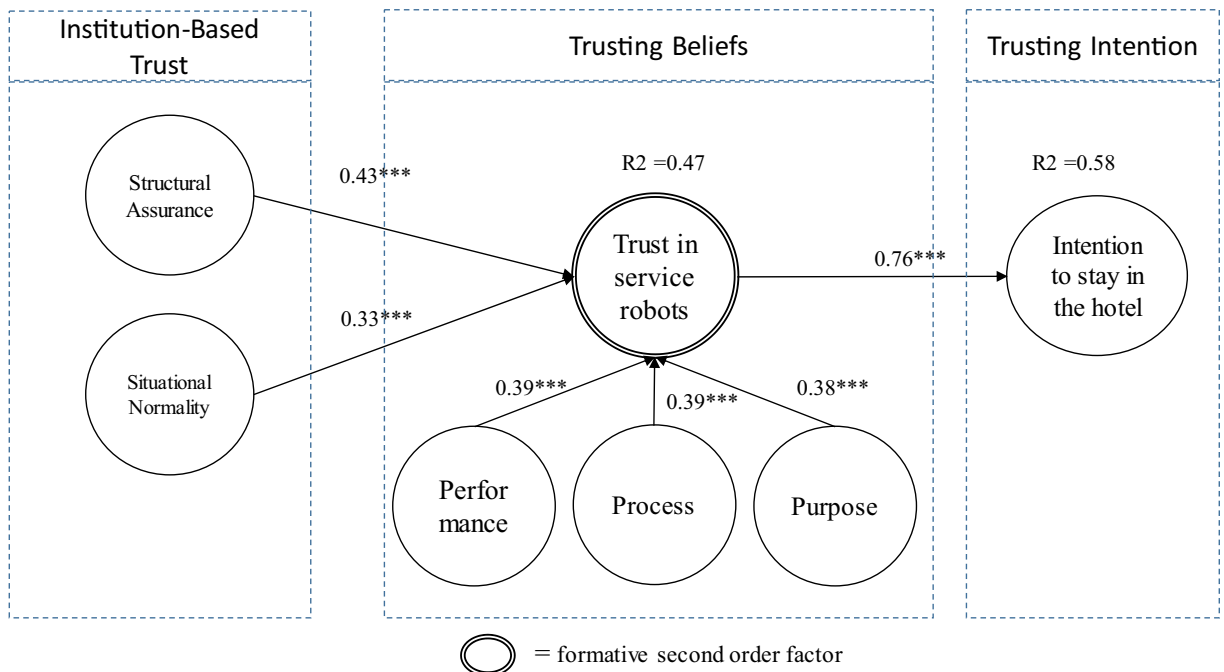 Institution-Based
Trust
Trusting Beliefs
Trusting Intention
Structural
Assurance
0.43***
R2 =0.47
R2 =0.58
Trust in
service
robots
0.76***
Intention
to stay in
the hotel
Situational
Normality
0.33***
0.39***
0.39***
0.38***
Perfor
mance
Process
Purpose
= formative second order factor